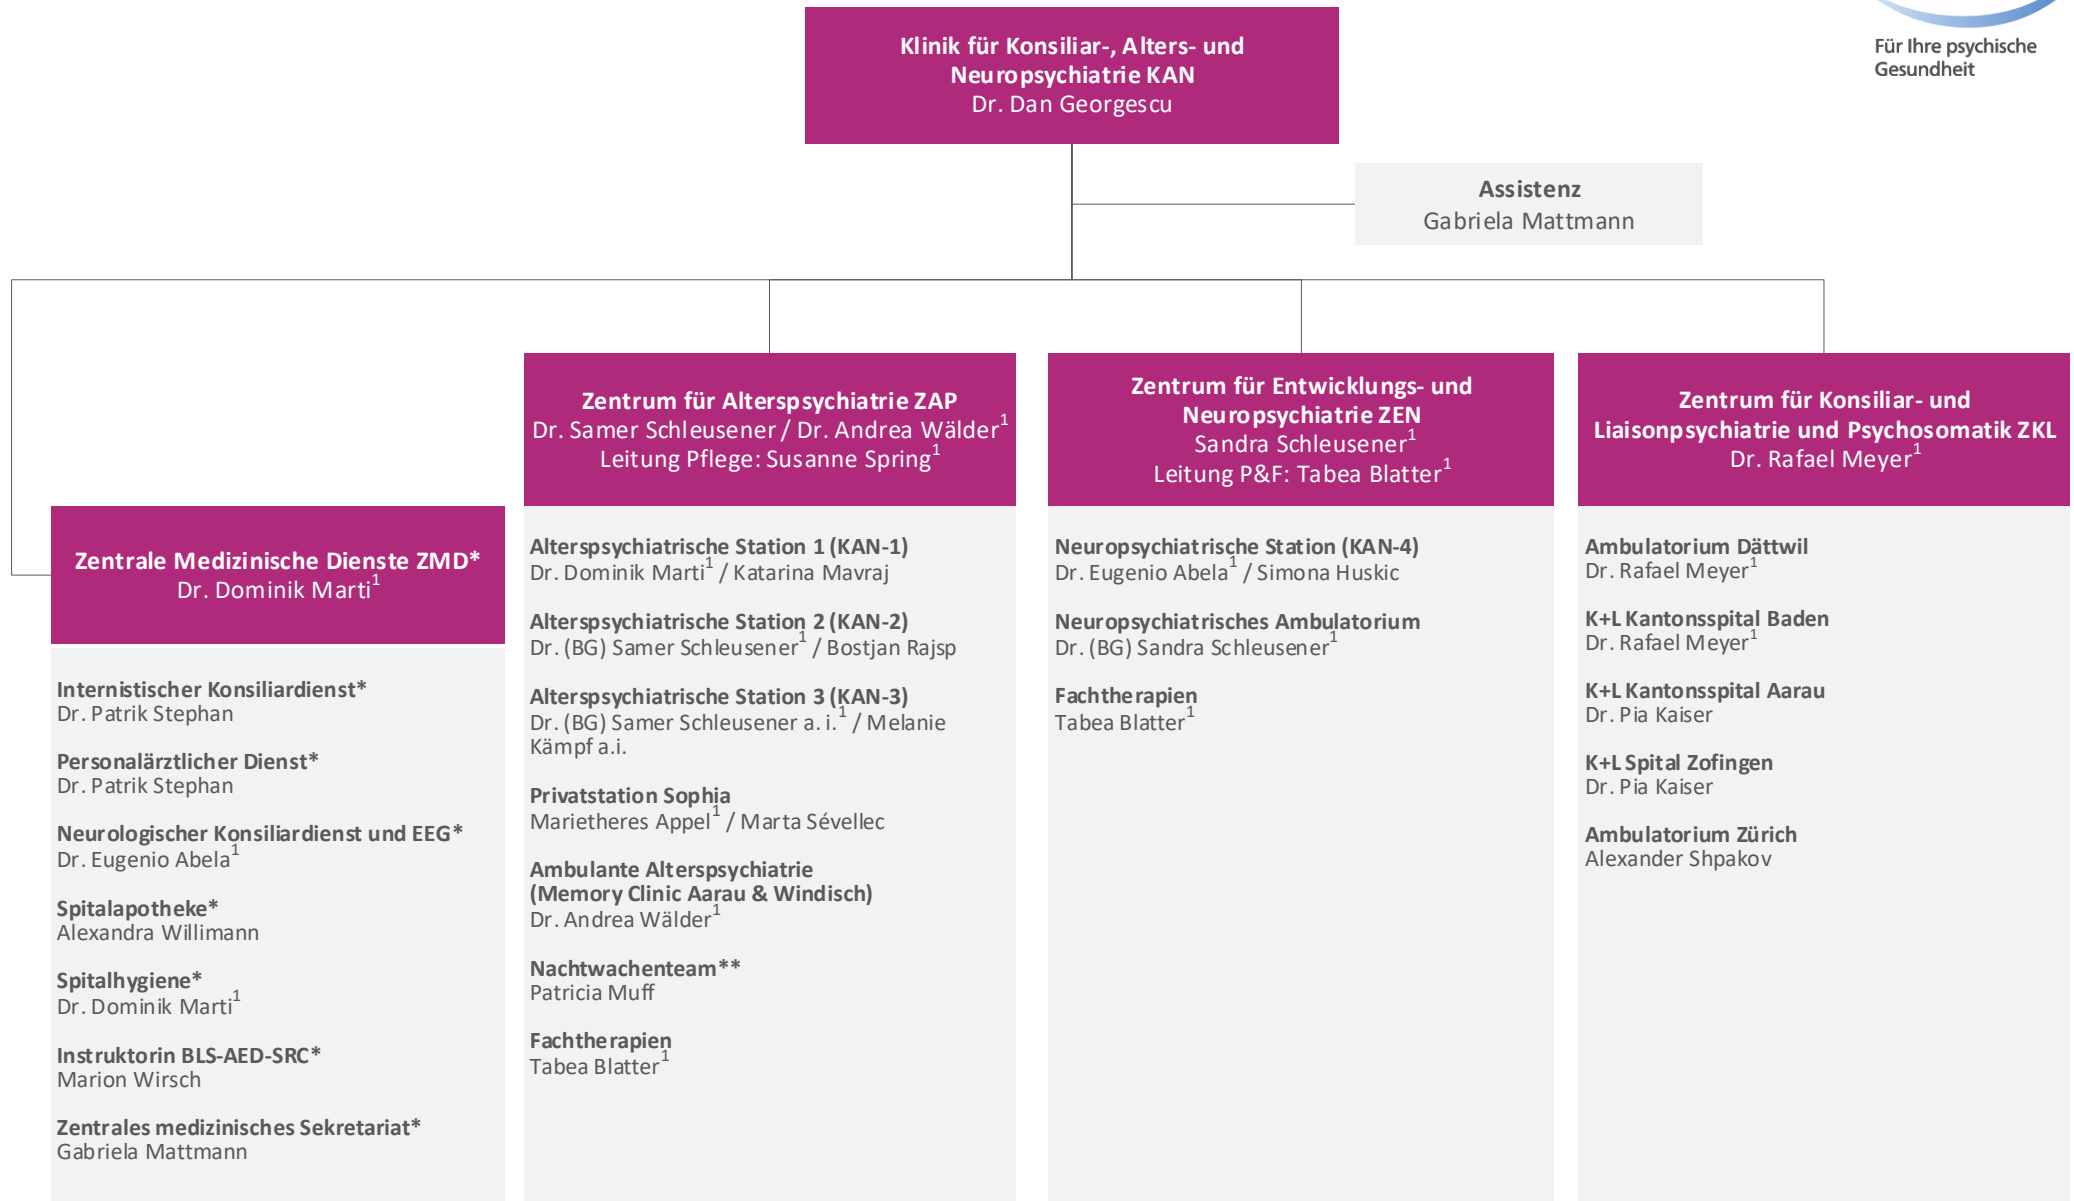 Für Ihre psychische
Gesundheit
Klinik für Konsiliar-, Alters- und
Neuropsychiatrie KAN
Dr. Dan Georgescu
Assistenz
Gabriela Mattmann
Zentrale Medizinische Dienste ZMD*
Dr. Dominik Marti¹
Internistischer Konsiliardienst*
Dr. Patrik Stephan
Personalärztlicher Dienst*
Dr. Patrik Stephan
Neurologischer Konsiliardienst und EEG*
Dr. Eugenio Abela¹
Spitalapotheke*
Alexandra Willimann
Spitalhygiene*
Dr. Dominik Marti¹
Instruktorin BLS-AED-SRC*
Marion Wirsch
Zentrales medizinisches Sekretariat*
Gabriela Mattmann
Zentrum für Alterspsychiatrie ZAP
Dr. Samer Schleusener / Dr. Andrea Wälder¹
Leitung Pflege: Susanne Spring¹
Alterspsychiatrische Station 1 (KAN-1)
Dr. Dominik Marti¹ / Katarina Mavraj
Alterspsychiatrische Station 2 (KAN-2)
Dr. (BG) Samer Schleusener¹ / Bostjan Rajsp
Alterspsychiatrische Station 3 (KAN-3)
Dr. (BG) Samer Schleusener a. i.¹ / Melanie
Kämpf a.i.
Privatstation Sophia
Marietheres Appel¹ / Marta Sévellec
Ambulante Alterspsychiatrie
(Memory Clinic Aarau & Windisch)
Dr. Andrea Wälder¹
Nachtwachenteam**
Patricia Muff
Fachtherapien
Tabea Blatter¹
Zentrum für Entwicklungs- und
Neuropsychiatrie ZEN
Sandra Schleusener¹
Leitung P&F: Tabea Blatter¹
Neuropsychiatrische Station (KAN-4)
Dr. Eugenio Abela¹ / Simona Huskic
Neuropsychiatrisches Ambulatorium
Dr. (BG) Sandra Schleusener¹
Fachtherapien
Tabea Blatter¹
Zentrum für Konsiliar- und
Liaisonpsychiatrie und Psychosomatik ZKL
Dr. Rafael Meyer¹
Ambulatorium Dättwil
Dr. Rafael Meyer¹
K+L Kantonsspital Baden
Dr. Rafael Meyer¹
K+L Kantonsspital Aarau
Dr. Pia Kaiser
K+L Spital Zofingen
Dr. Pia Kaiser
Ambulatorium Zürich
Alexander Shpakov